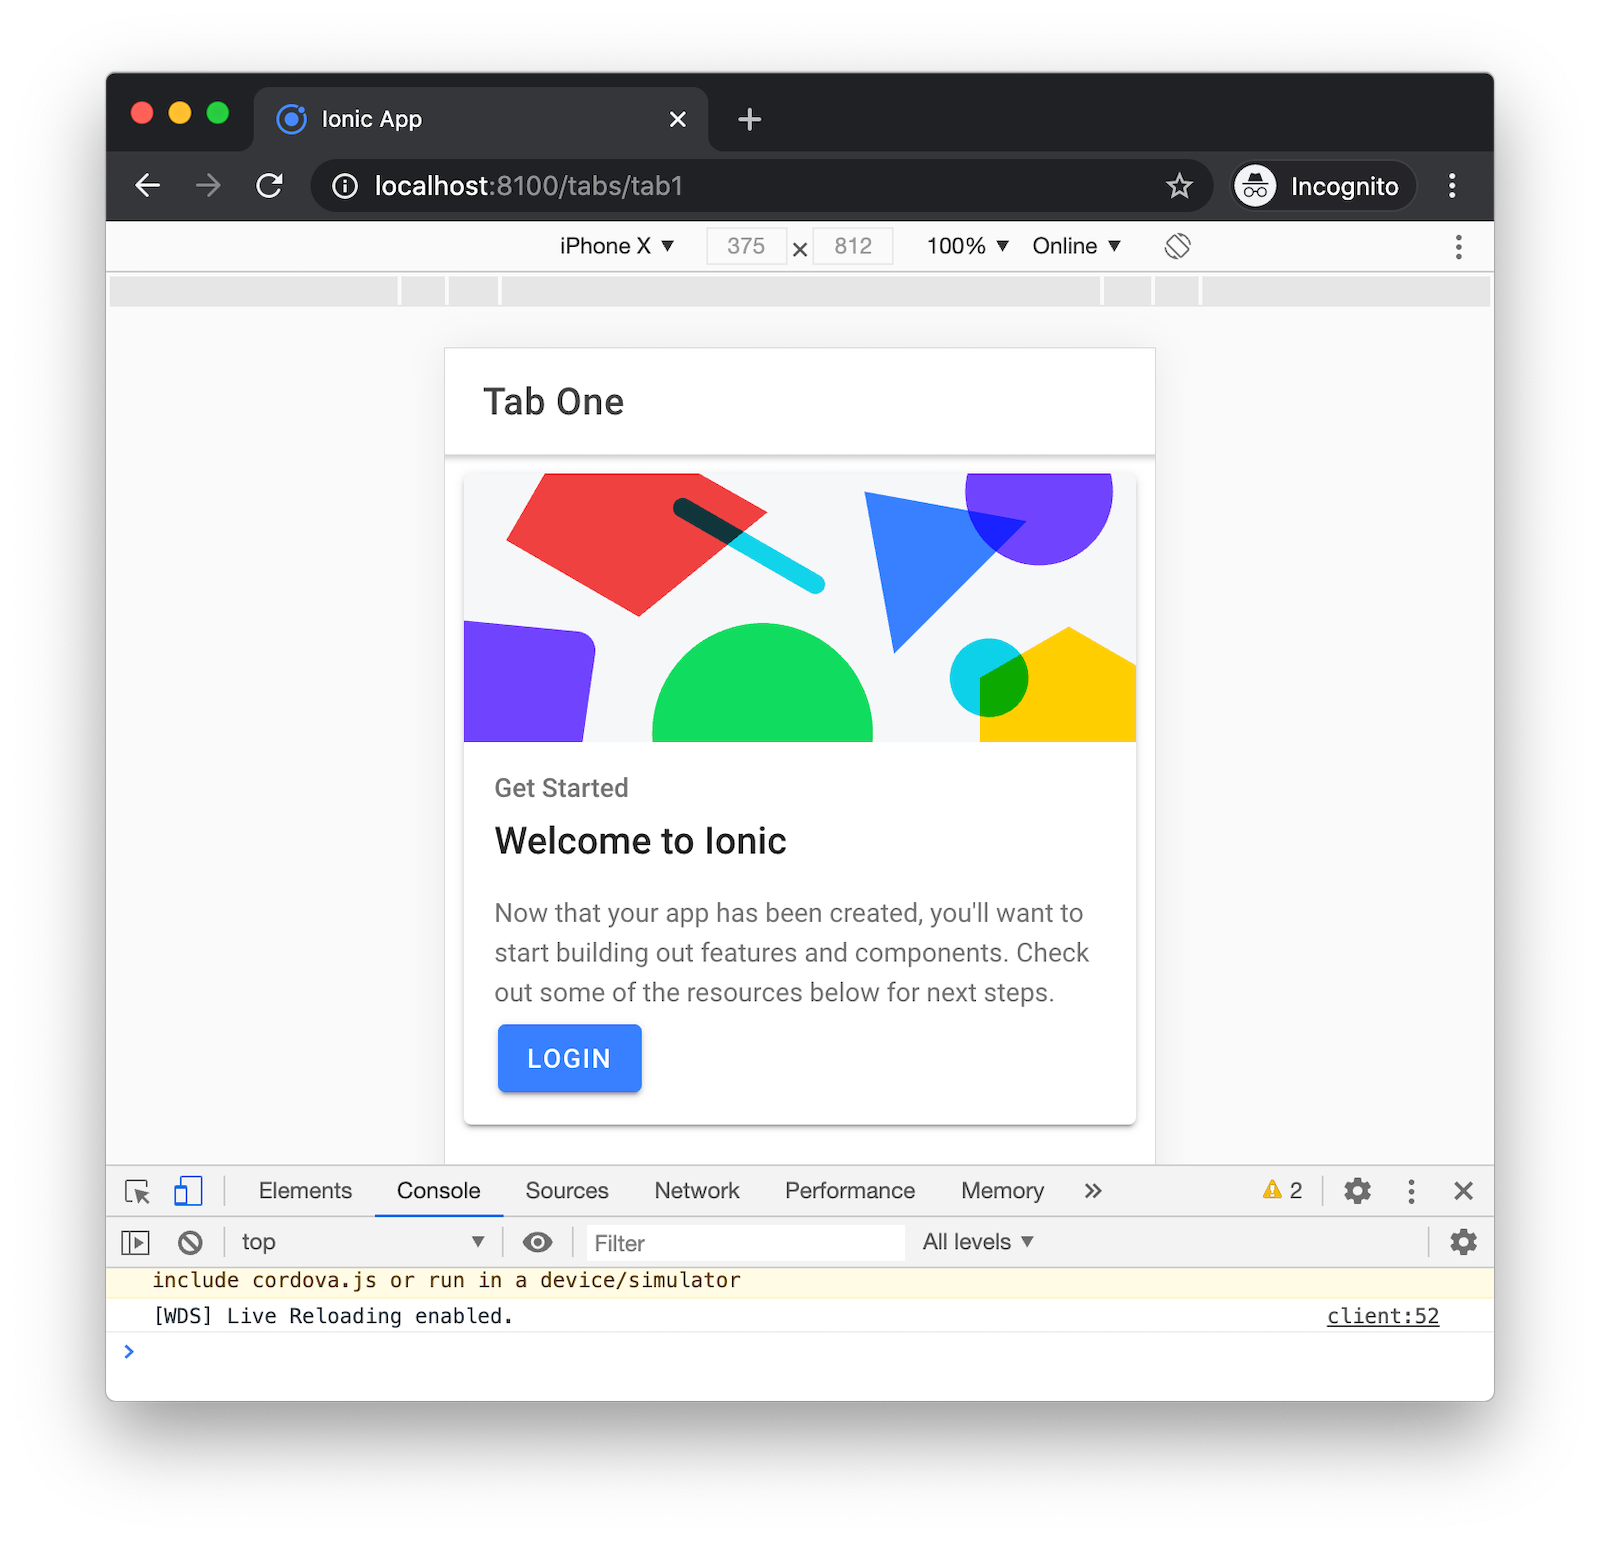 Ionic App
localhost:8100/tabs/tab1
Incognito
iPhone X ▼ 375 × 812 100% ▼ Online ▼
Tab One
Get Started
Welcome to Ionic
Now that your app has been created, you'll want to
start building out features and components. Check
out some of the resources below for next steps.
LOGIN
Elements Console Sources Network Performance Memory » 2
top ▼ Filter All levels ▼
include cordova.js or run in a device/simulator
[WDS] Live Reloading enabled. client:52
>